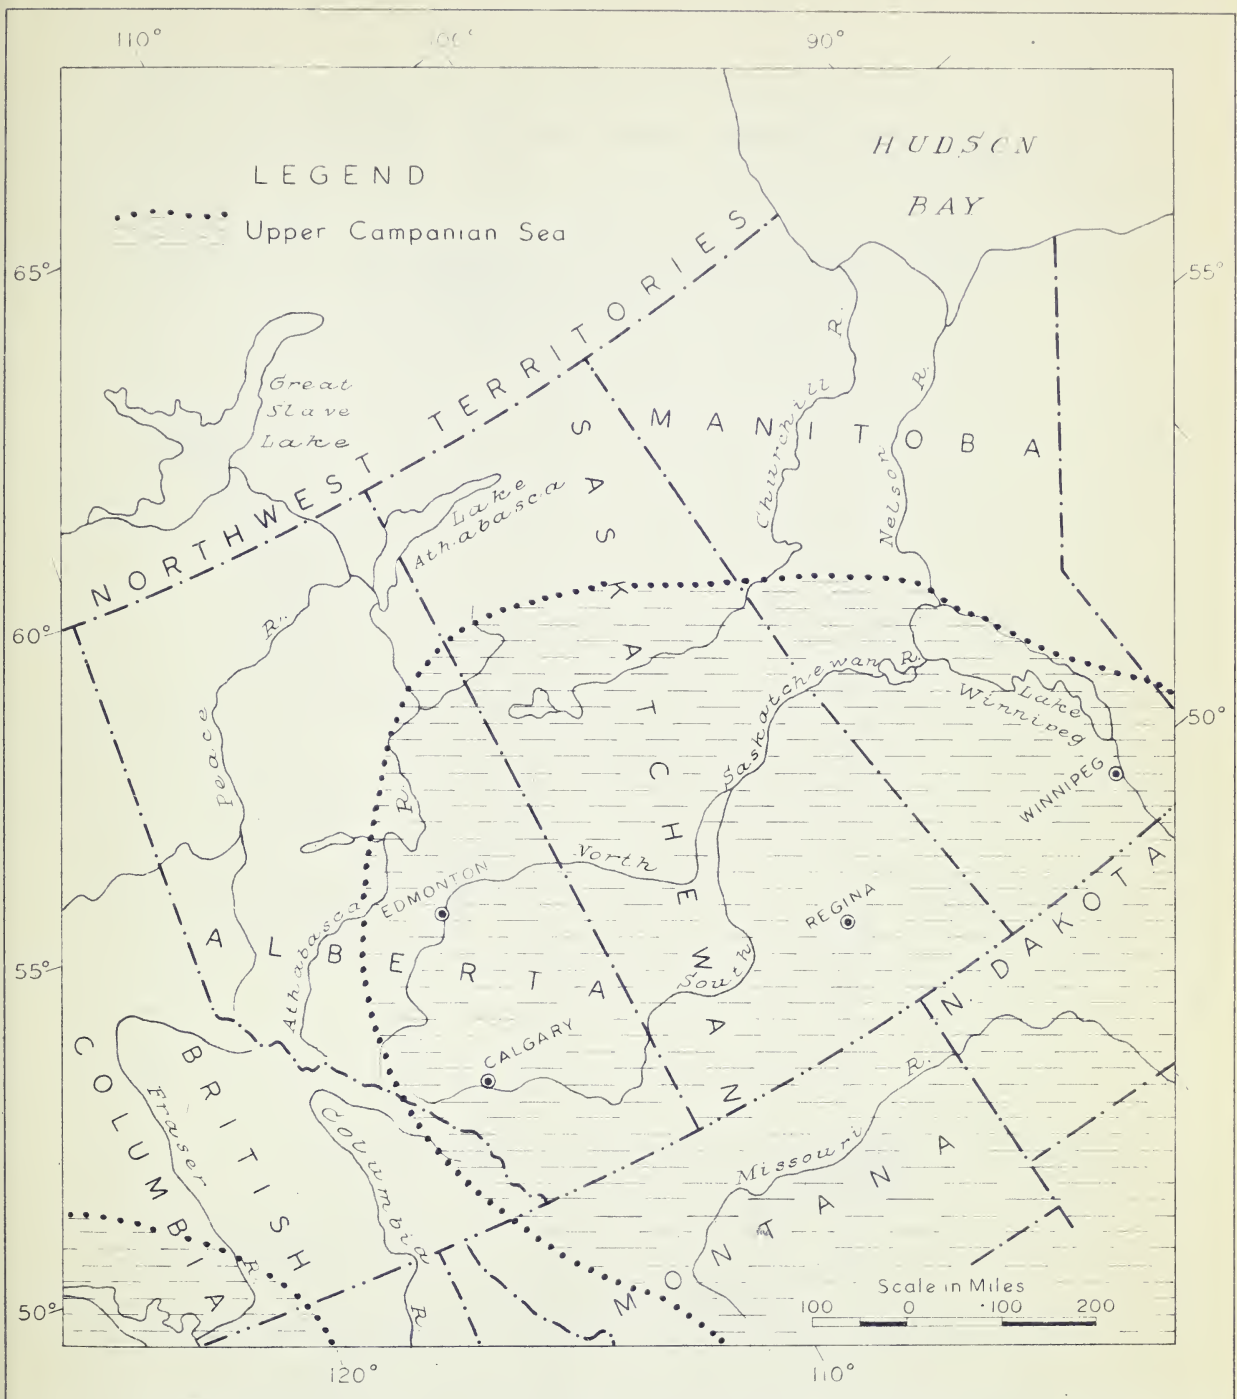 110° 100° 90°
HUDSON
BAY
LEGEND
Upper Campanian Sea
65°
55°
NORTHWEST TERRITORIES
Great
Slave
Lake
Lake
Athabasca
SASKATCHEWAN
MANITOBA
Churchill R.
Nelson R.
60°
50°
Peace R.
Saskatchewan R.
Lake
Winnipeg
WINNIPEG
North
EDMONTON
Athabasca R.
REGINA
ALBERTA
South
N. DAKOTA
55°
CALGARY
BRITISH
COLUMBIA
Fraser R.
Columbia R.
Missouri R.
MONTANA
50°
Scale in Miles
100 0 100 200
120° 110°